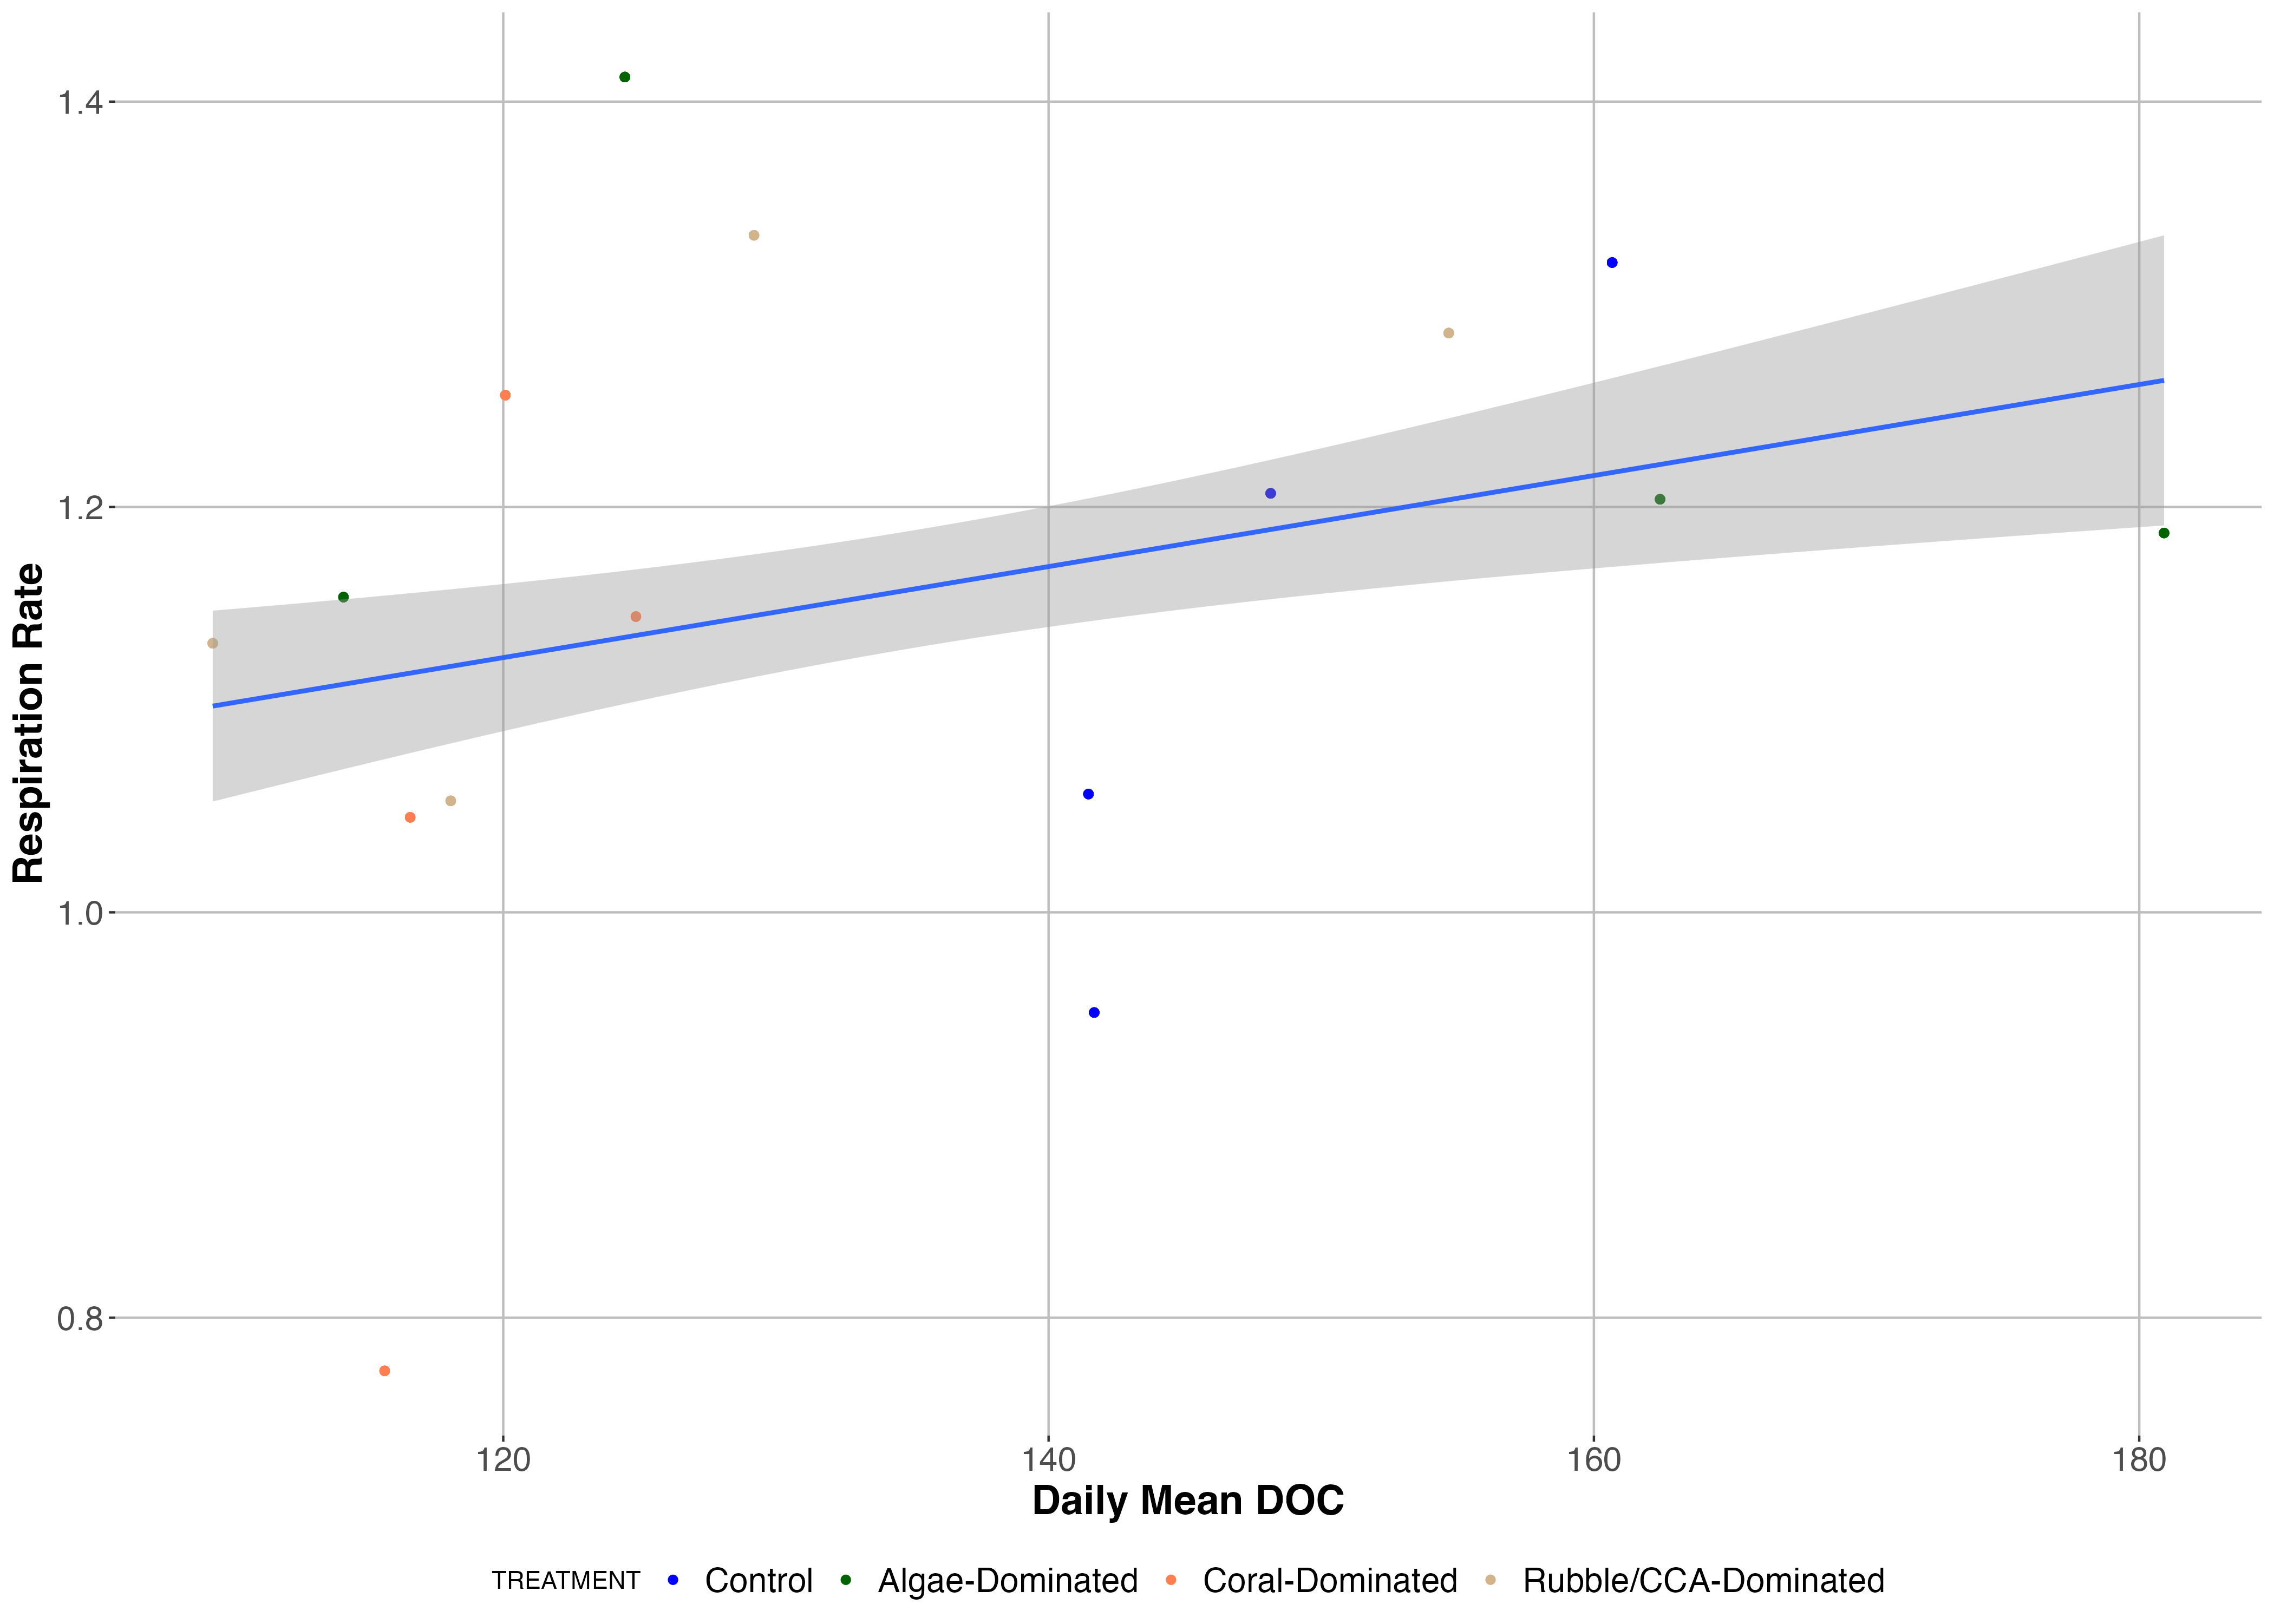 Respiration Rate
1.4
1.2
1.0
0.8
120 140 160 180
Daily Mean DOC
TREATMENT Control Algae-Dominated Coral-Dominated Rubble/CCA-Dominated